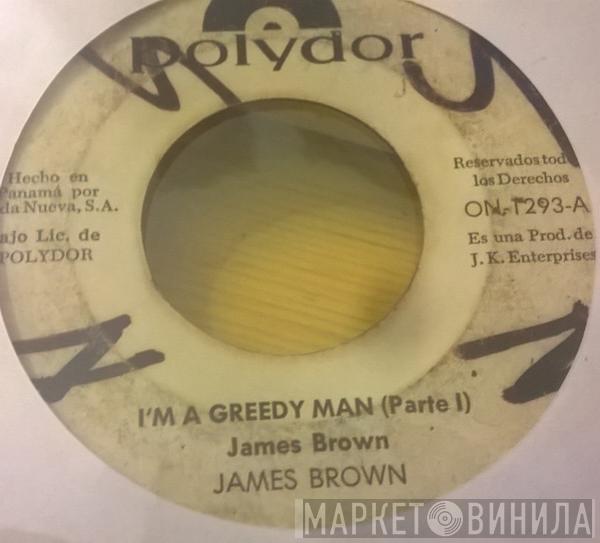 polydor
Hecho en
Panamá por
da Nueva, S.A.
ajo Lic. de
POLYDOR
Reservados tod
los Derechos
ON-T293-A
Es una Prod. de
J. K. Enterprises
I'M A GREEDY MAN (Parte I)
James Brown
JAMES BROWN
МАРКЕТ ВИНИЛА